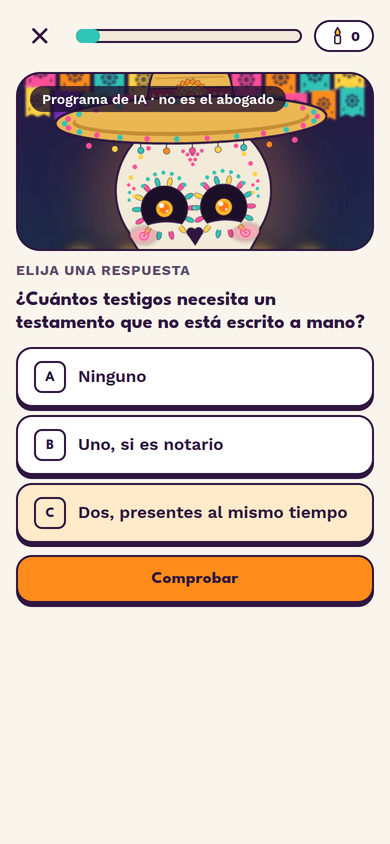 0
Programa de IA · no es el abogado
ELIJA UNA RESPUESTA
¿Cuántos testigos necesita un
testamento que no está escrito a mano?
A Ninguno
B Uno, si es notario
C Dos, presentes al mismo tiempo
Comprobar